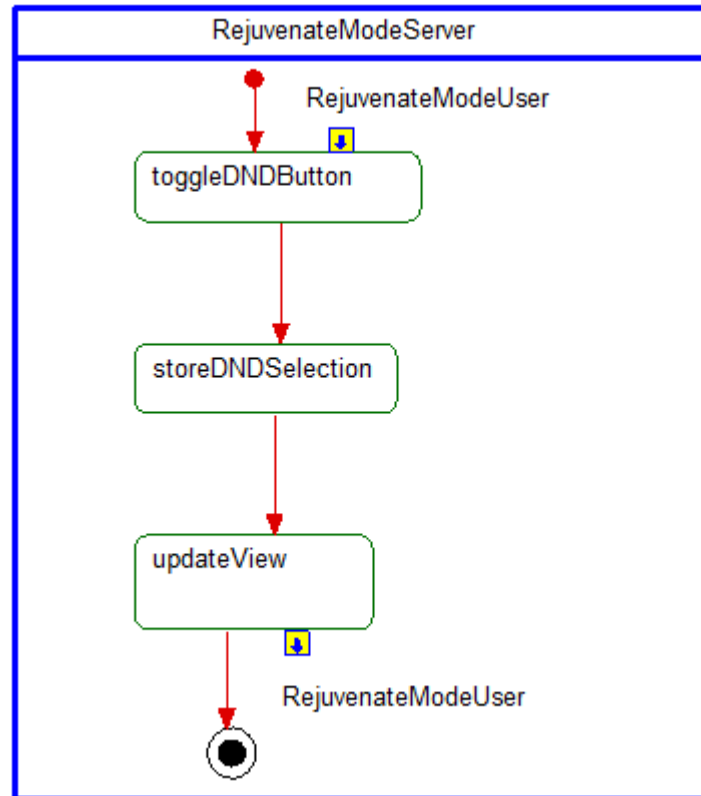 RejuvenateModeServer
RejuvenateModeUser
toggleDNDButton
storeDNDSelection
updateView
RejuvenateModeUser